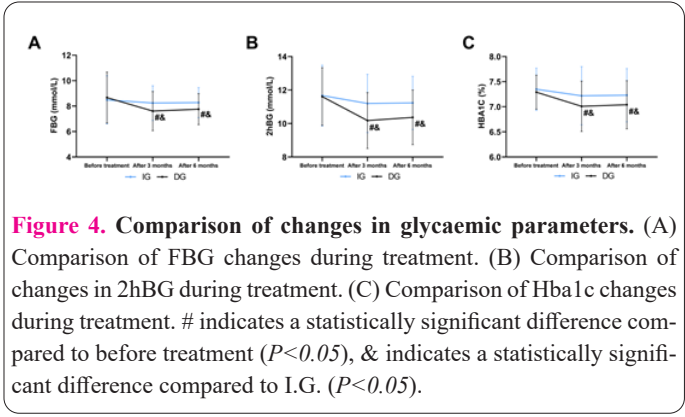 A
B
C
12
10
8
6
4
FBG (mmol/L)
#&
#&
Before treatment After 3 months After 6 months
IG DG
14
12
10
8
2hBG (mmol/L)
#&
#&
Before treatment After 3 months After 6 months
IG DG
8.0
7.5
7.0
6.5
6.0
HBA1C (%)
#&
#&
Before treatment After 3 months After 6 months
IG DG
Figure 4. Comparison of changes in glycaemic parameters. (A)
Comparison of FBG changes during treatment. (B) Comparison of
changes in 2hBG during treatment. (C) Comparison of Hba1c changes
during treatment. # indicates a statistically significant difference com-
pared to before treatment (P<0.05), & indicates a statistically signifi-
cant difference compared to I.G. (P<0.05).